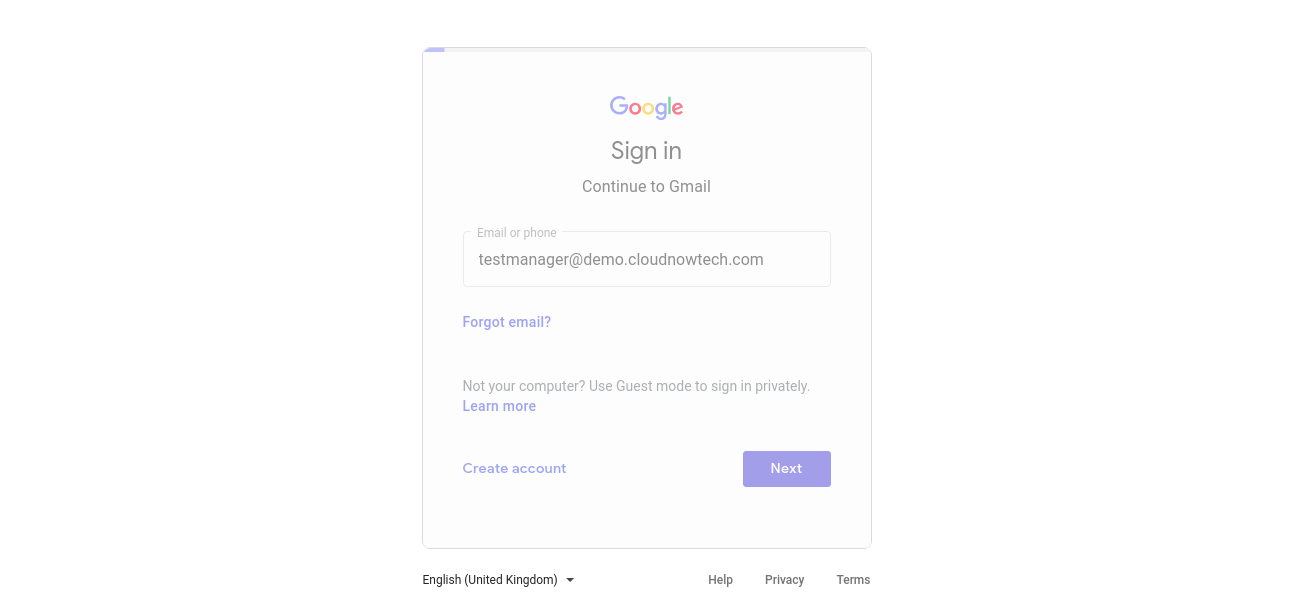 Google
Sign in
Continue to Gmail
Email or phone
testmanager@demo.cloudnowtech.com
Forgot email?
Not your computer? Use Guest mode to sign in privately.
Learn more
Create account
Next
English (United Kingdom)
Help
Privacy
Terms